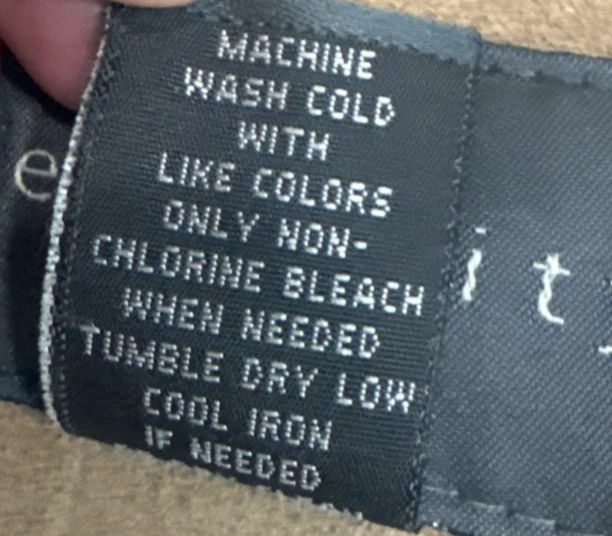 MACHINE
WASH COLD
WITH
LIKE COLORS
ONLY NON-
CHLORINE BLEACH
WHEN NEEDED
TUMBLE DRY LOW
COOL IRON
IF NEEDED
e
it